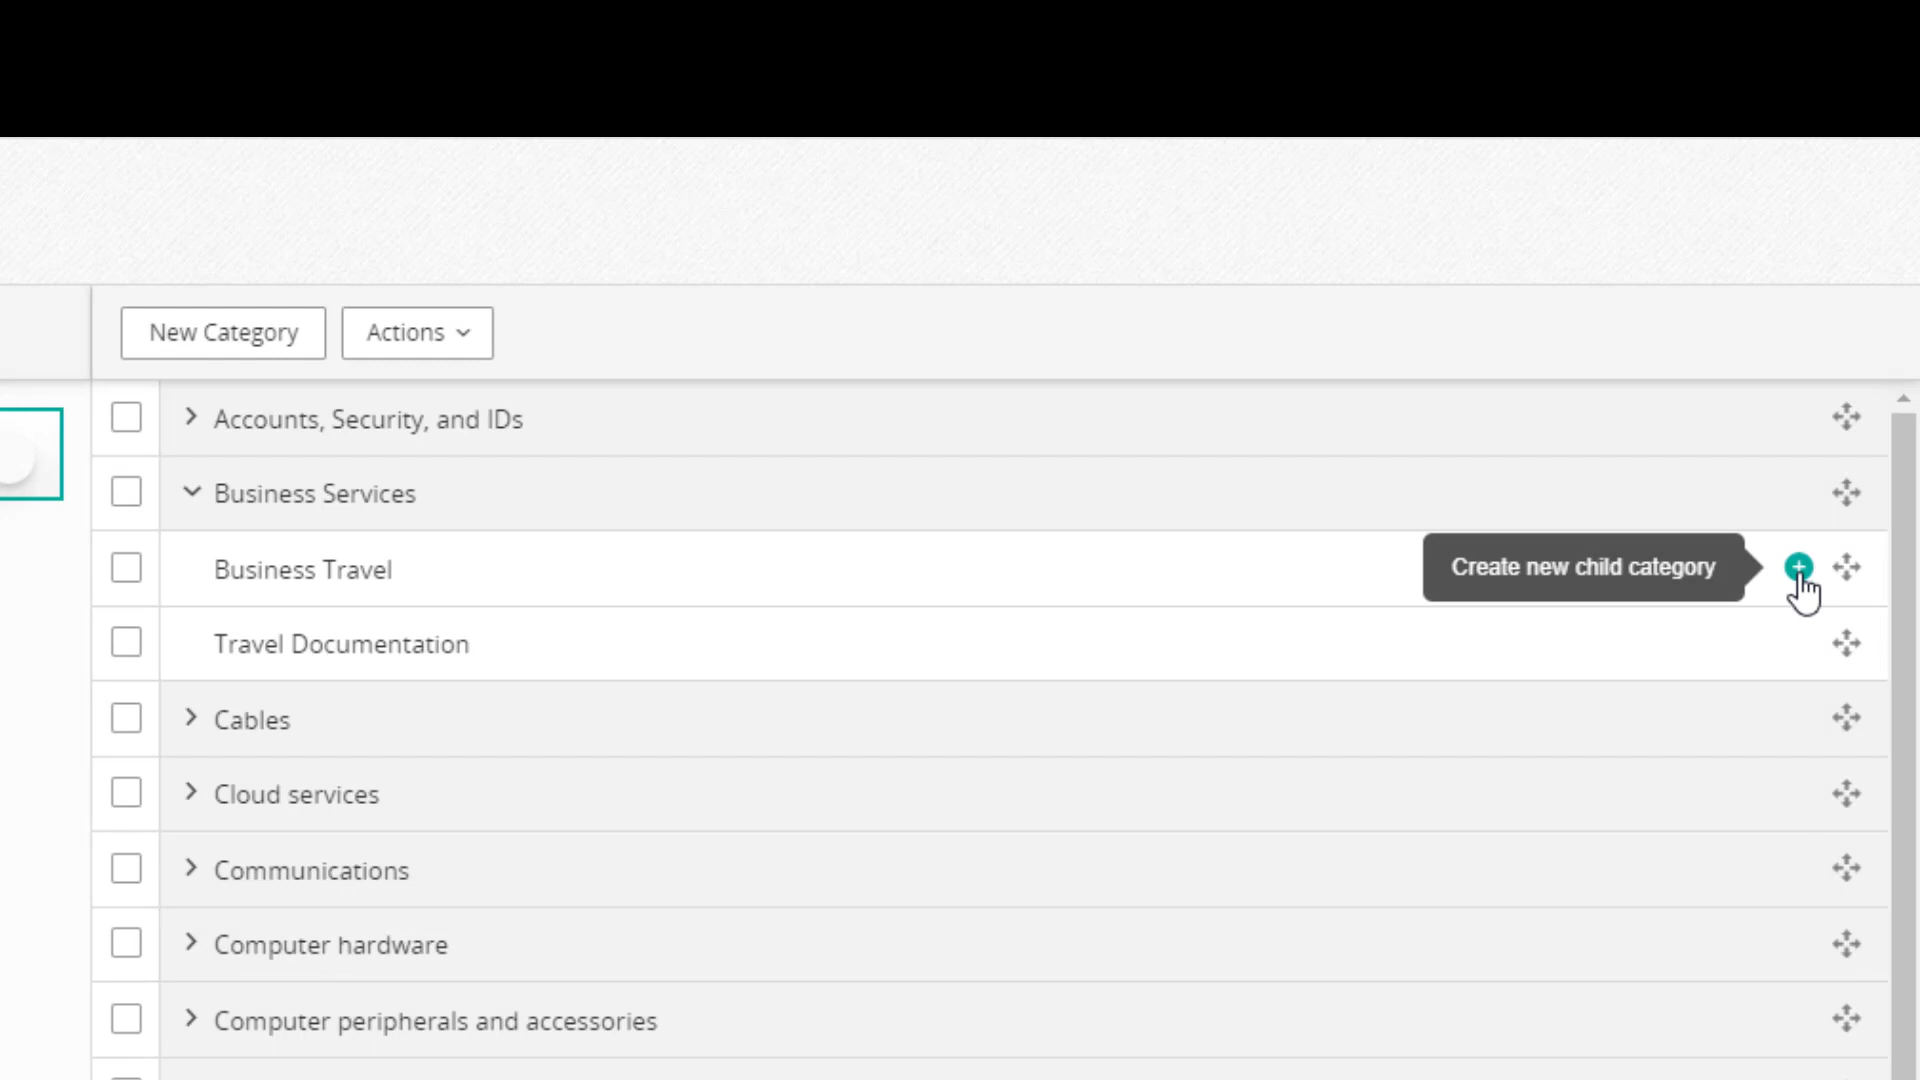 New Category
Actions
Accounts, Security, and IDs
Business Services
Business Travel
Create new child category
Travel Documentation
Cables
Cloud services
Communications
Computer hardware
Computer peripherals and accessories